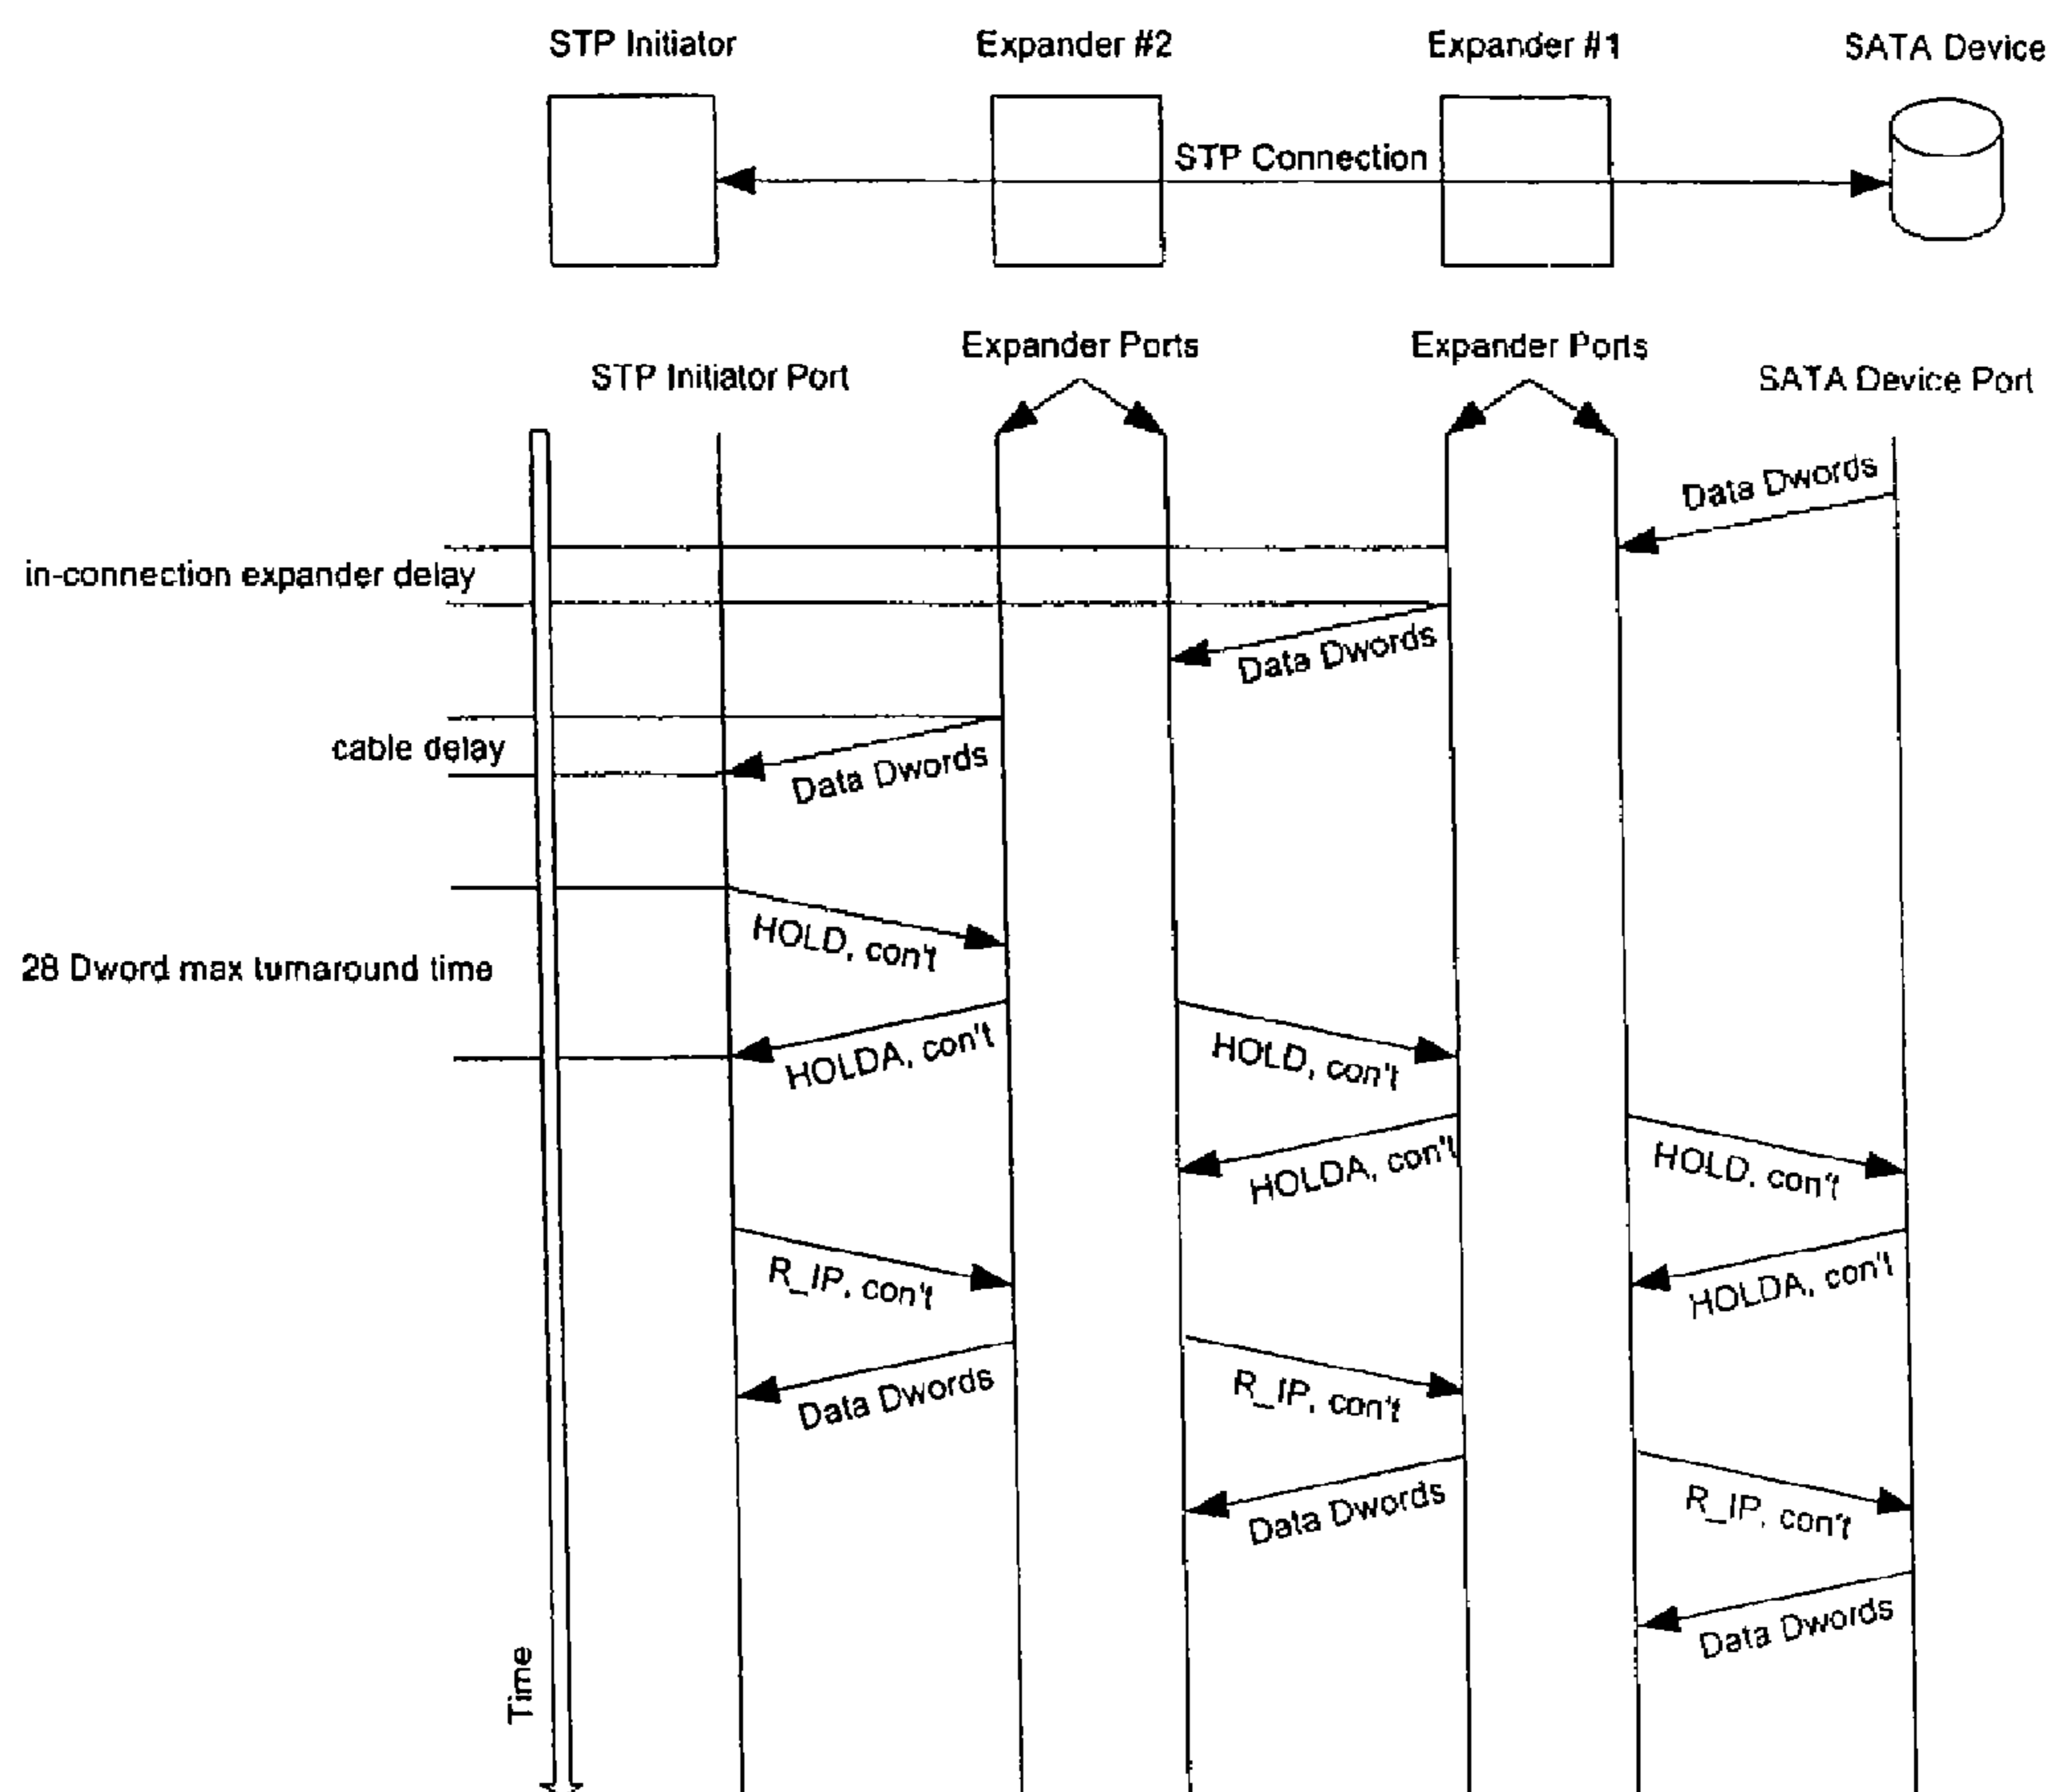 STP Initiator
Expander #2
Expander #1
SATA Device
STP Connection
Expander Ports
Expander Ports
STP Initiator Port
SATA Device Port
Data Dwords
in-connection expander delay
Data Dwords
cable delay
Data Dwords
HOLD, con't
28 Dword max turnaround time
HOLDA, con't
HOLD, con't
HOLDA, con't
HOLD, con't
R_IP, con't
HOLDA, con't
Data Dwords
R_IP, con't
Data Dwords
R_IP, con't
Data Dwords
Time